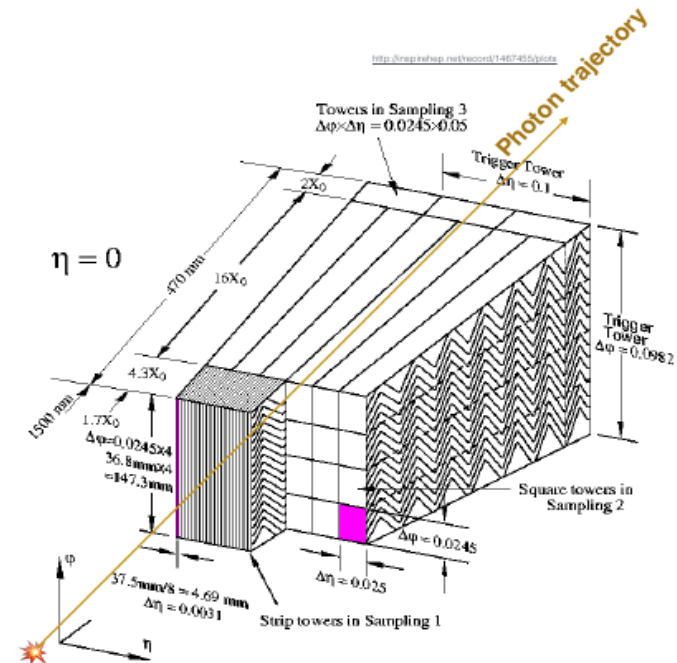 http://inspirehep.net/record/1467455/plots
Photon trajectory
Towers in Sampling 3
Δφ×Δη = 0.0245×0.05
Trigger Tower
Δη = 0.1
2X₀
η = 0
470 mm
16X₀
Trigger
Tower
Δφ = 0.0982
4.3X₀
1500 mm
1.7X₀
Δφ=0.0245x4
36.8mmx4
=147.3mm
Square towers in
Sampling 2
Δφ = 0.0245
φ
37.5mm/8 = 4.69 mm
Δη = 0.0031
Δη = 0.025
Strip towers in Sampling 1
η